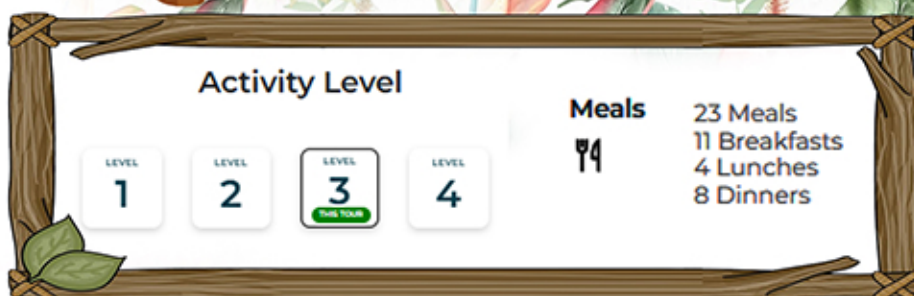 Activity Level
LEVEL
1
LEVEL
2
LEVEL
3
THIS TOUR
LEVEL
4
Meals
23 Meals
11 Breakfasts
4 Lunches
8 Dinners